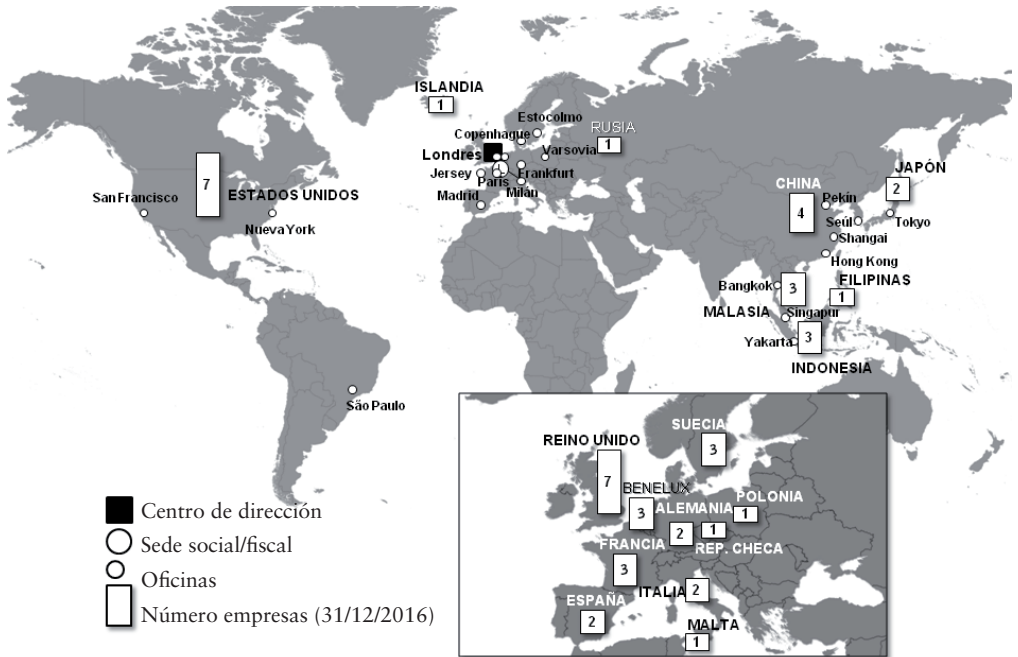 ISLANDIA
1
Estocolmo
Copenhague
RUSIA
1
Londres
Varsovia
Jersey
París
Frankfurt
Milán
Madrid
San Francisco
7
ESTADOS UNIDOS
Nueva York
São Paulo
JAPÓN
2
CHINA
4
Pekín
Seúl
Tokyo
Shangai
Hong Kong
Bangkok
3
FILIPINAS
1
MALASIA
Singapur
Yakarta
3
INDONESIA
SUECIA
3
REINO UNIDO
7
BENELUX
3
ALEMANIA
2
POLONIA
1
1
REP. CHECA
FRANCIA
3
ITALIA
2
ESPAÑA
2
MALTA
1
Centro de dirección
Sede social/fiscal
Oficinas
Número empresas (31/12/2016)